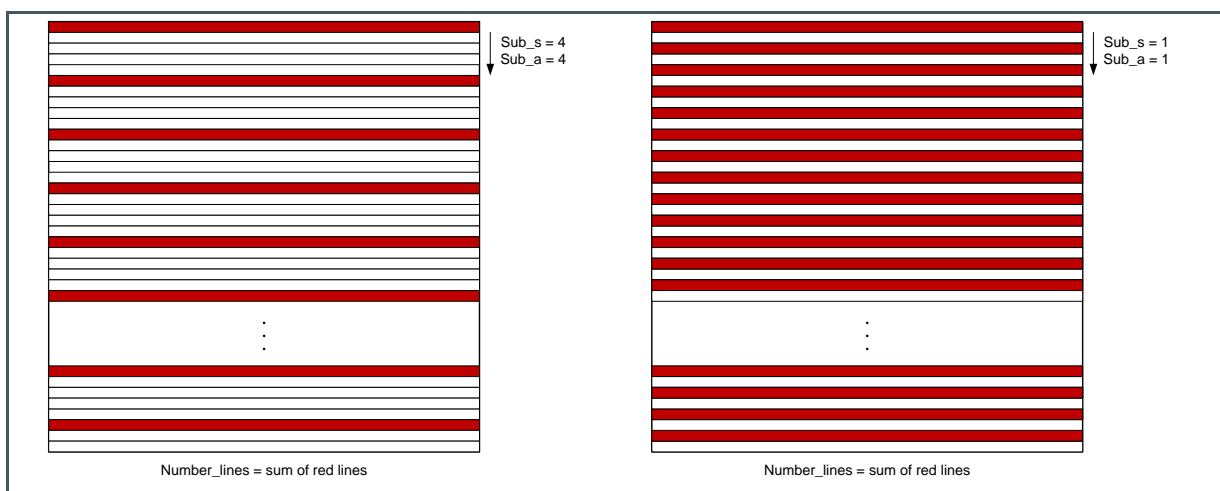 Sub_s = 4
Sub_a = 4
Sub_s = 1
Sub_a = 1
Number_lines = sum of red lines
Number_lines = sum of red lines